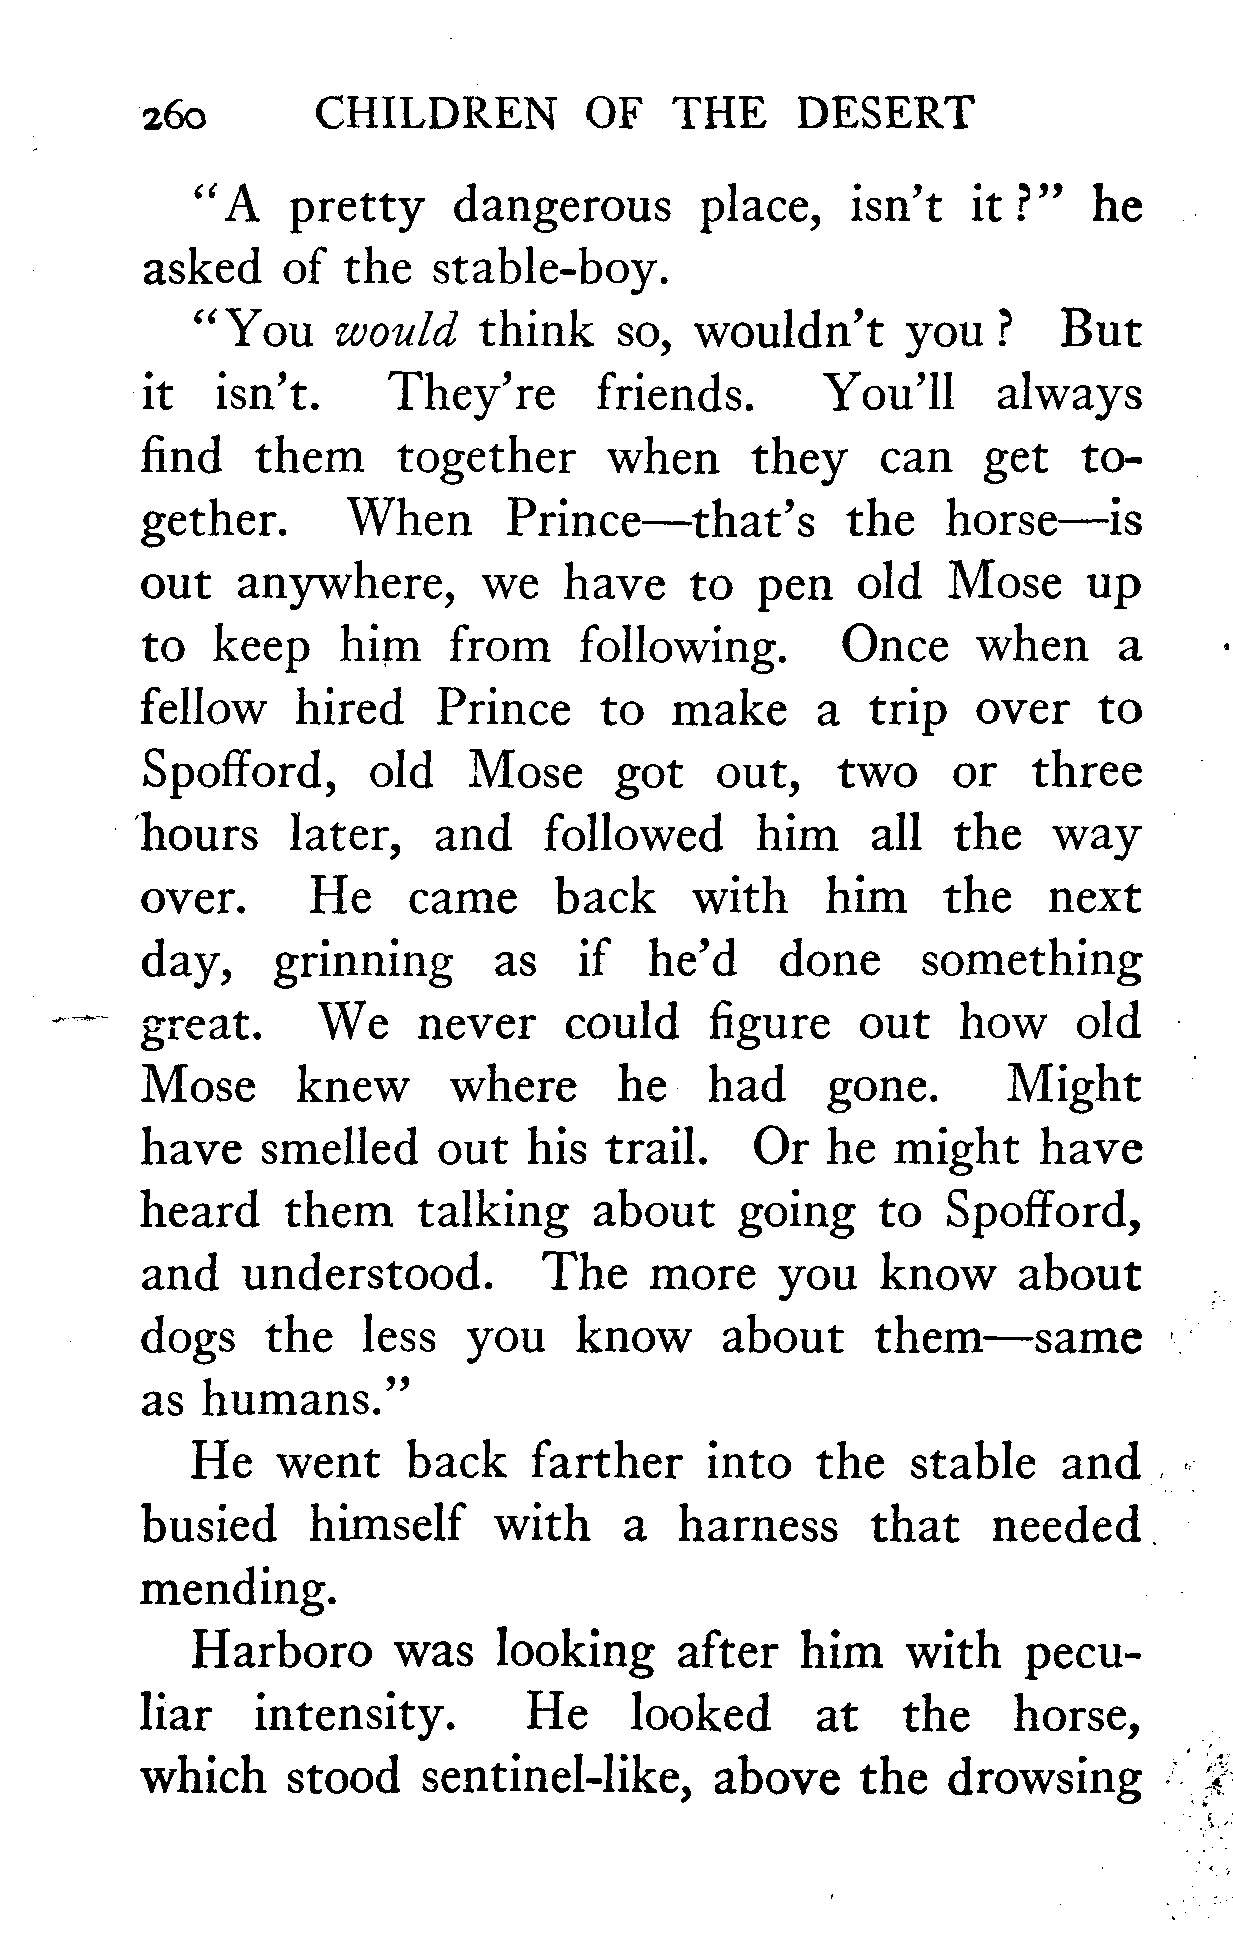 260 CHILDREN OF THE DESERT
"A pretty dangerous place, isn't it?" he
asked of the stable-boy.
"You would think so, wouldn't you? But
it isn't. They're friends. You'll always
find them together when they can get to-
gether. When Prince—that's the horse—is
out anywhere, we have to pen old Mose up
to keep him from following. Once when a
fellow hired Prince to make a trip over to
Spofford, old Mose got out, two or three
hours later, and followed him all the way
over. He came back with him the next
day, grinning as if he'd done something
great. We never could figure out how old
Mose knew where he had gone. Might
have smelled out his trail. Or he might have
heard them talking about going to Spofford,
and understood. The more you know about
dogs the less you know about them—same
as humans."
He went back farther into the stable and
busied himself with a harness that needed
mending.
Harboro was looking after him with pecu-
liar intensity. He looked at the horse,
which stood sentinel-like, above the drowsing